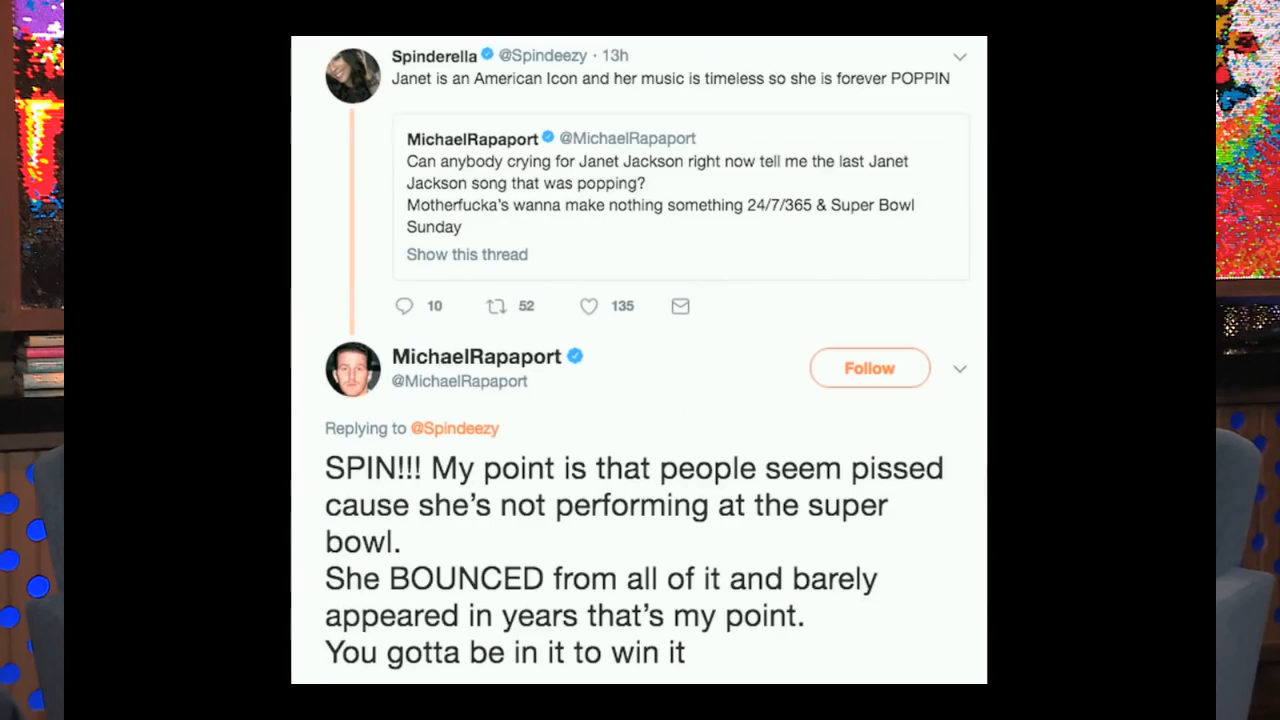 Spinderella @Spindeezy · 13h
Janet is an American Icon and her music is timeless so she is forever POPPIN
MichaelRapaport @MichaelRapaport
Can anybody crying for Janet Jackson right now tell me the last Janet
Jackson song that was popping?
Motherfucka's wanna make nothing something 24/7/365 & Super Bowl
Sunday
Show this thread
10 52 135
MichaelRapaport
@MichaelRapaport
Follow
Replying to @Spindeezy
SPIN!!! My point is that people seem pissed
cause she's not performing at the super
bowl.
She BOUNCED from all of it and barely
appeared in years that's my point.
You gotta be in it to win it